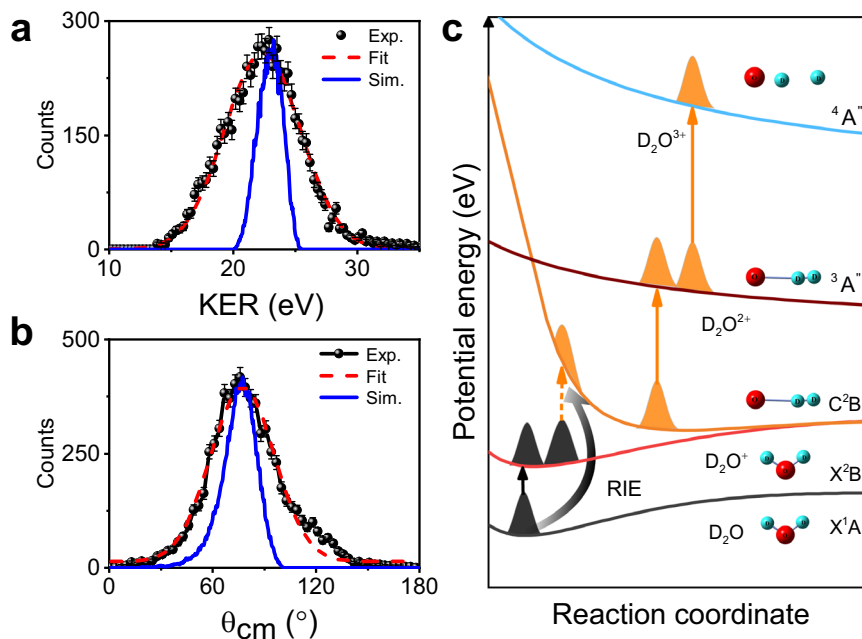 a
300
150
0
Counts
Exp.
Fit
Sim.
10 20 30
KER (eV)
b
500
250
0
Counts
Exp.
Fit
Sim.
0 60 120 180
θcm (°)
c
Potential energy (eV)
⁴A"
D₂O³⁺
³A"
D₂O²⁺
C²B
D₂O⁺
X²B
RIE
D₂O
X¹A
Reaction coordinate